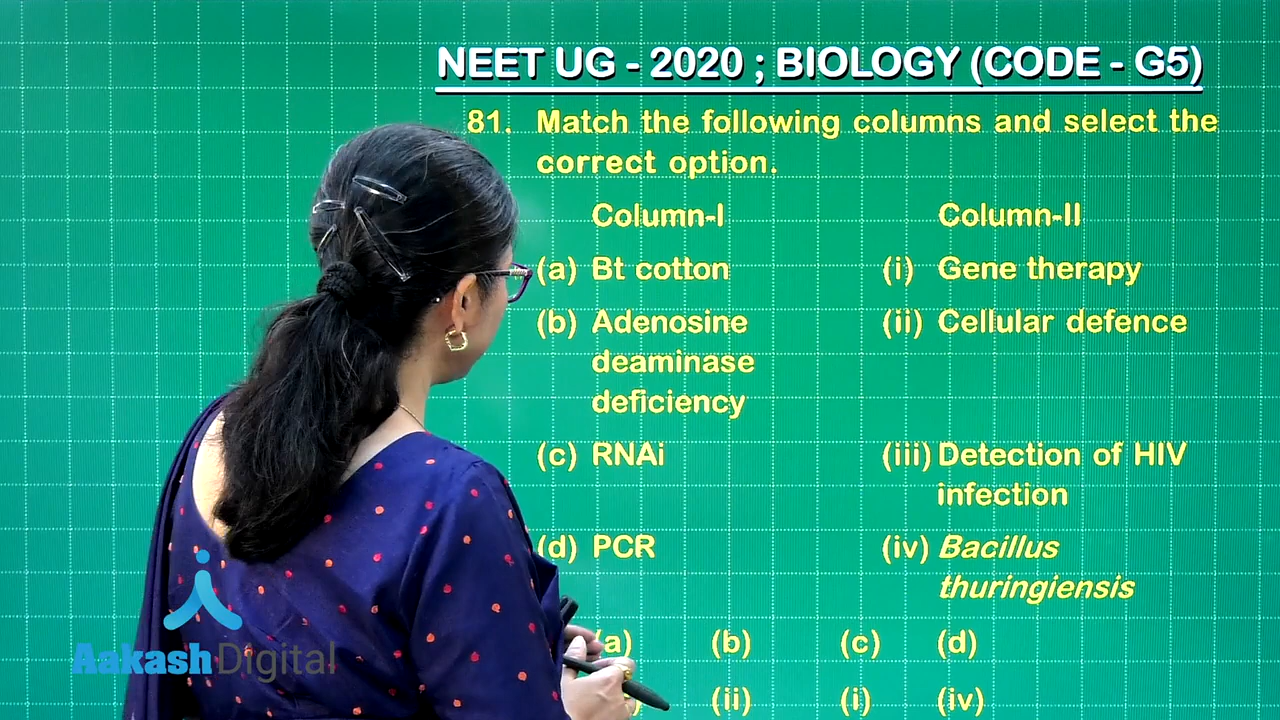 NEET UG - 2020 ; BIOLOGY (CODE - G5)
81. Match the following columns and select the
correct option.
Column-I Column-II
(a) Bt cotton (i) Gene therapy
(b) Adenosine (ii) Cellular defence
deaminase
deficiency
(c) RNAi (iii) Detection of HIV
infection
(d) PCR (iv) Bacillus
thuringiensis
(a) (b) (c) (d)
(ii) (i) (iv)
Aakash Digital